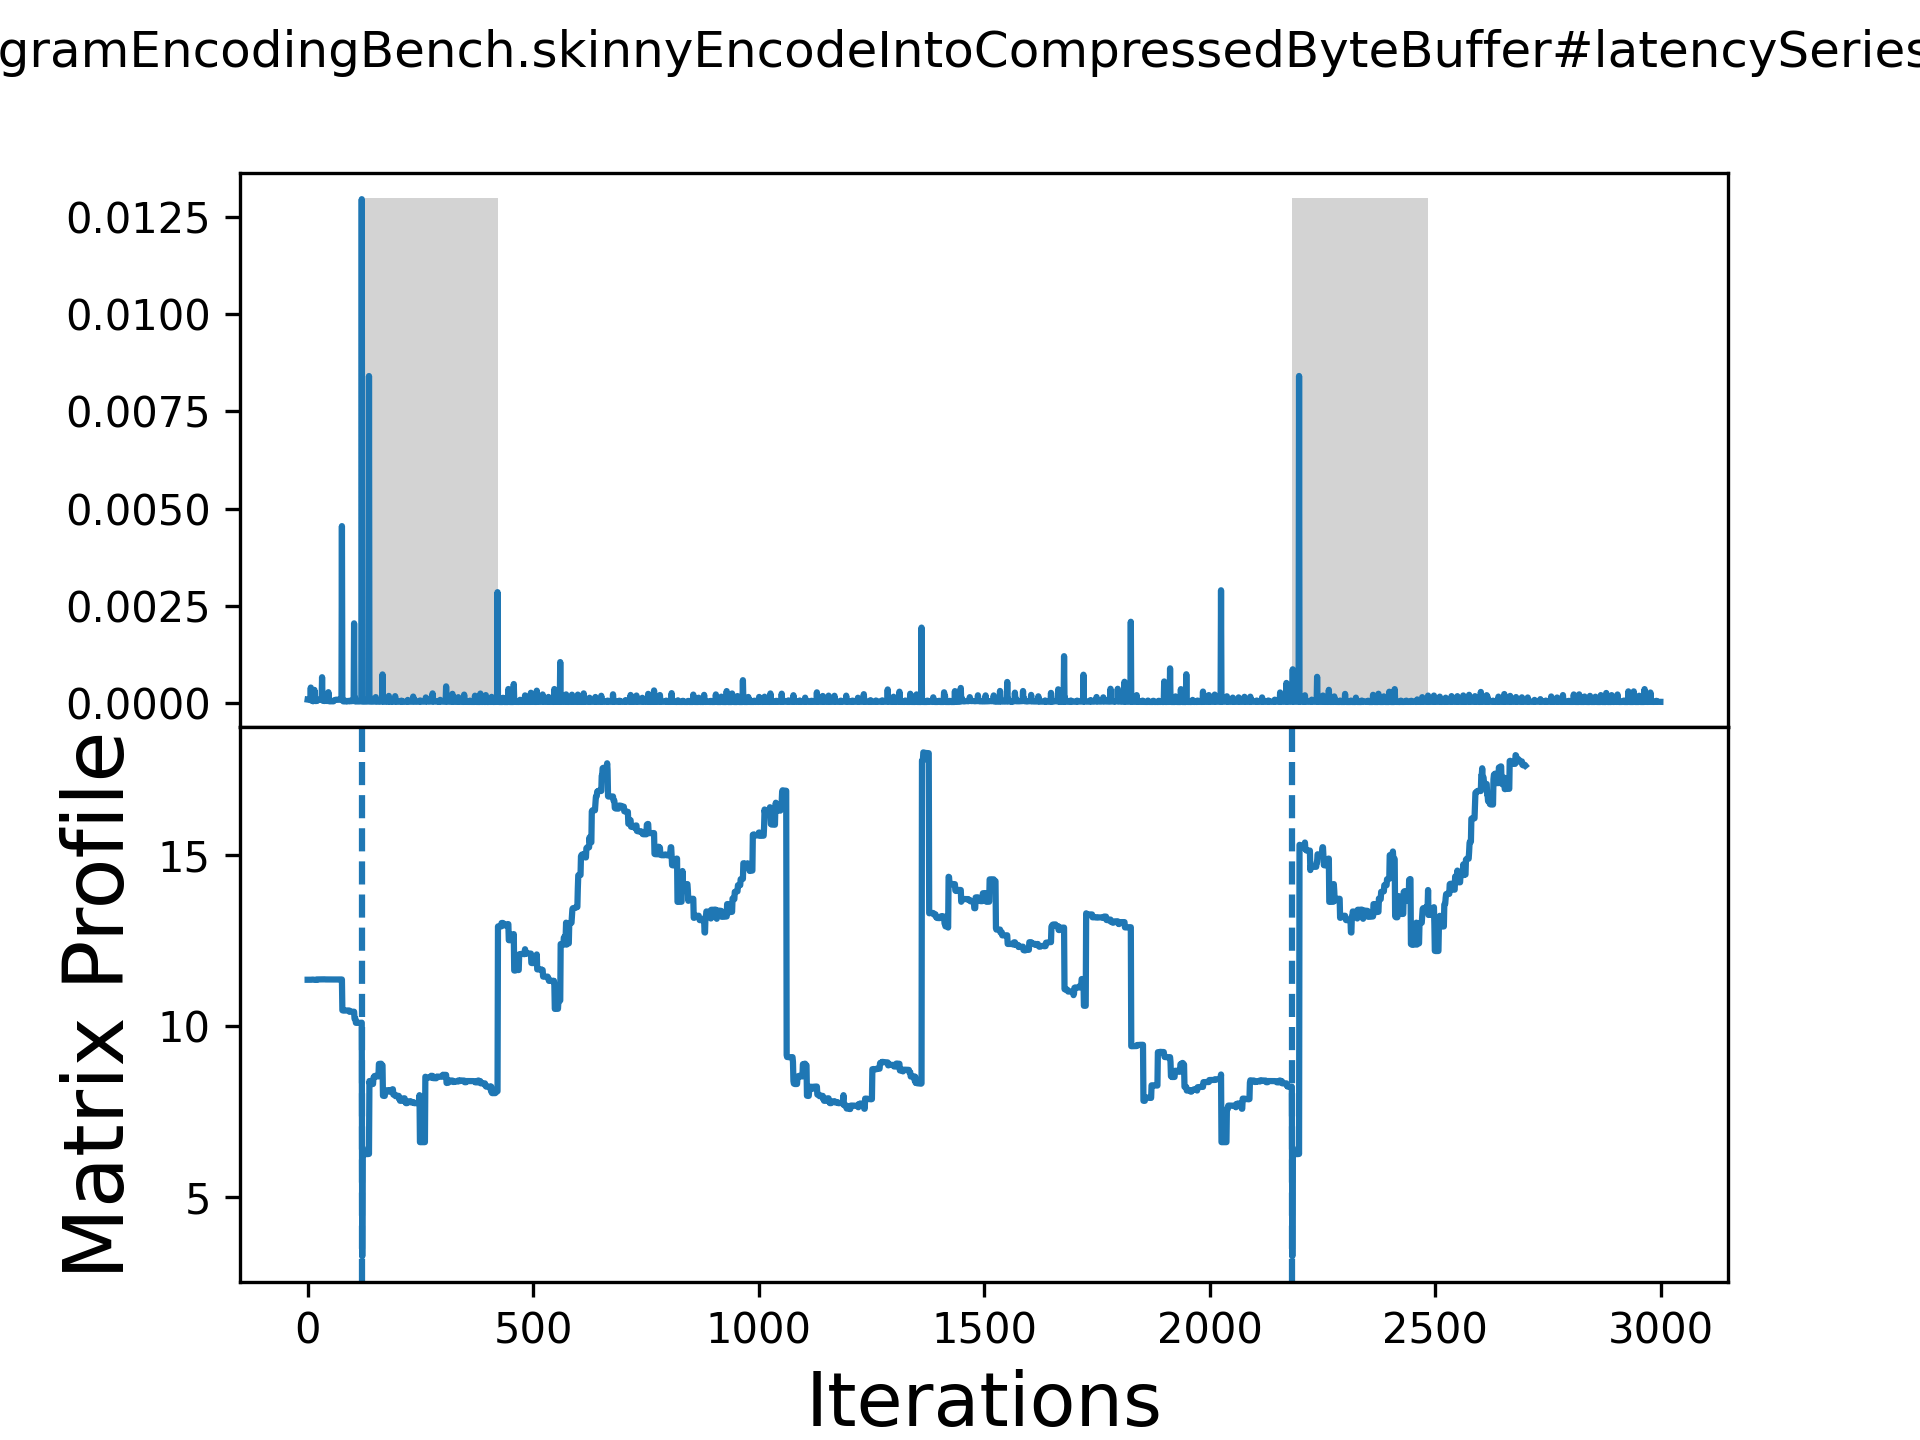 gramEncodingBench.skinnyEncodeIntoCompressedByteBuffer#latencySeries
0.0125
0.0100
0.0075
0.0050
0.0025
0.0000
Matrix Profile
15
10
5
0 500 1000 1500 2000 2500 3000
Iterations